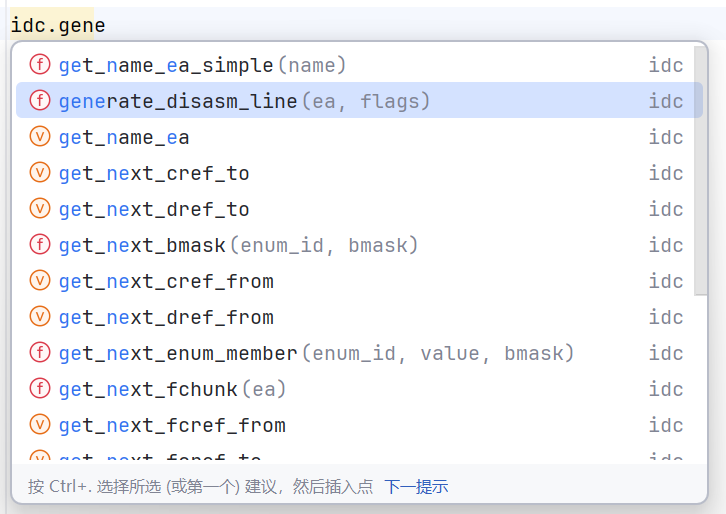 idc.gene
f get_name_ea_simple(name) idc
f generate_disasm_line(ea, flags) idc
v get_name_ea idc
v get_next_cref_to idc
v get_next_dref_to idc
f get_next_bmask(enum_id, bmask) idc
v get_next_cref_from idc
v get_next_dref_from idc
f get_next_enum_member(enum_id, value, bmask) idc
f get_next_fchunk(ea) idc
v get_next_fcref_from idc
v get_next_fcref_to idc
按 Ctrl+. 选择所选 (或第一个) 建议，然后插入点 下一提示